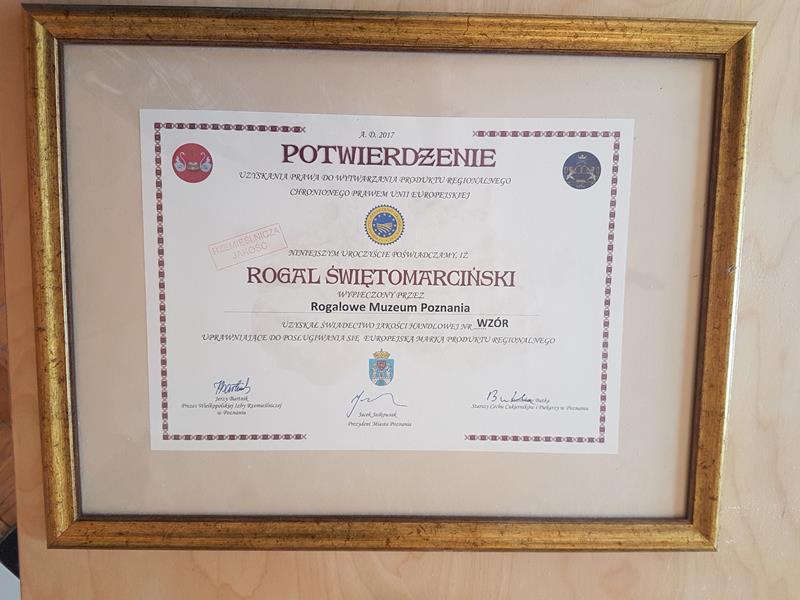 A. D. 2017
POTWIERDZENIE
UZYSKANIA PRAWA DO WYTWARZANIA PRODUKTU REGIONALNEGO
CHRONIONEGO PRAWEM UNII EUROPEJSKIEJ
RZEMIEŚLNICZA
JAKOŚĆ
NINIEJSZYM UROCZYŚCIE POŚWIADCZAMY, IŻ
ROGAL ŚWIĘTOMARCIŃSKI
WYPIECZONY PRZEZ
Rogalowe Muzeum Poznania
UZYSKAŁ ŚWIADECTWO JAKOŚCI HANDLOWEJ NR WZÓR
UPRAWNIAJĄCE DO POSŁUGIWANIA SIĘ EUROPEJSKĄ MARKĄ PRODUKTU REGIONALNEGO
Jerzy Bartnik
Prezes Wielkopolskiej Izby Rzemieślniczej
w Poznaniu
Jacek Jaśkowiak
Prezydent Miasta Poznania
Butka
Starszy Cechu Cukierników i Piekarzy w Poznaniu